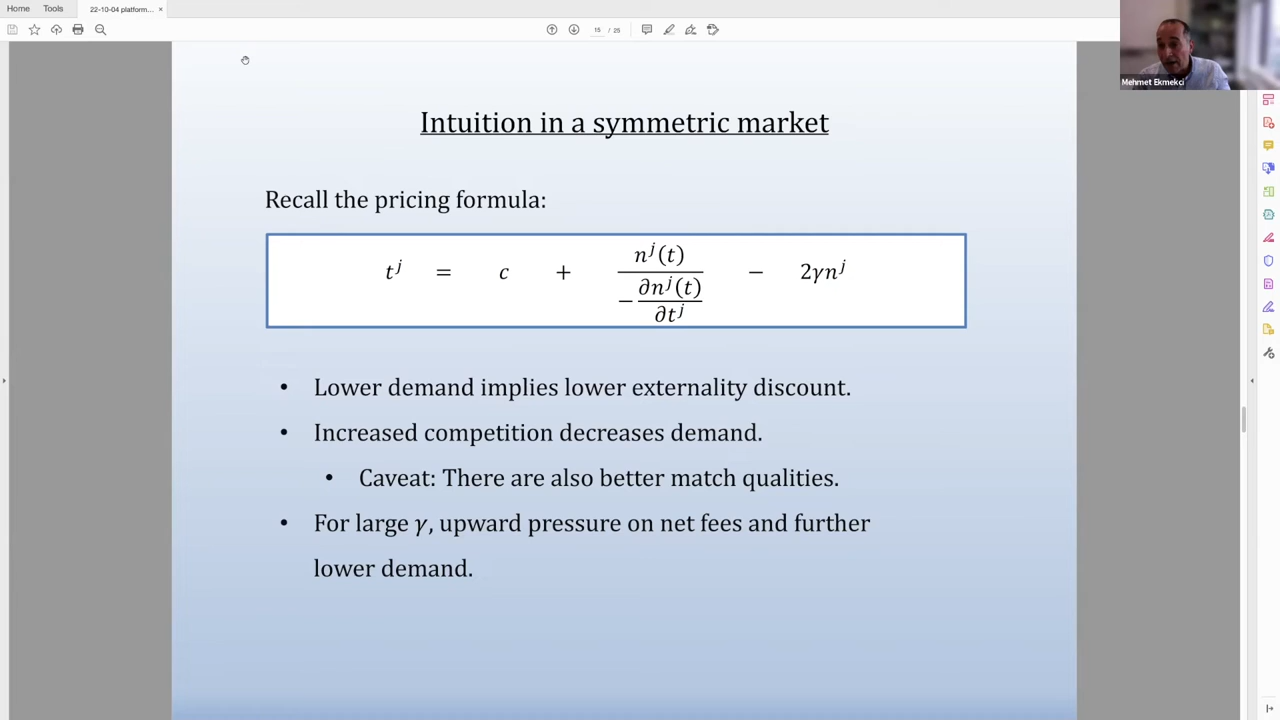 Home Tools 22-10-04 platform... ×
15 / 25
Mehmet Ekmekci
Intuition in a symmetric market
Recall the pricing formula:
t^j = c + n^j(t) / (− ∂n^j(t)/∂t^j) − 2γn^j
• Lower demand implies lower externality discount.
• Increased competition decreases demand.
• Caveat: There are also better match qualities.
• For large γ, upward pressure on net fees and further
lower demand.